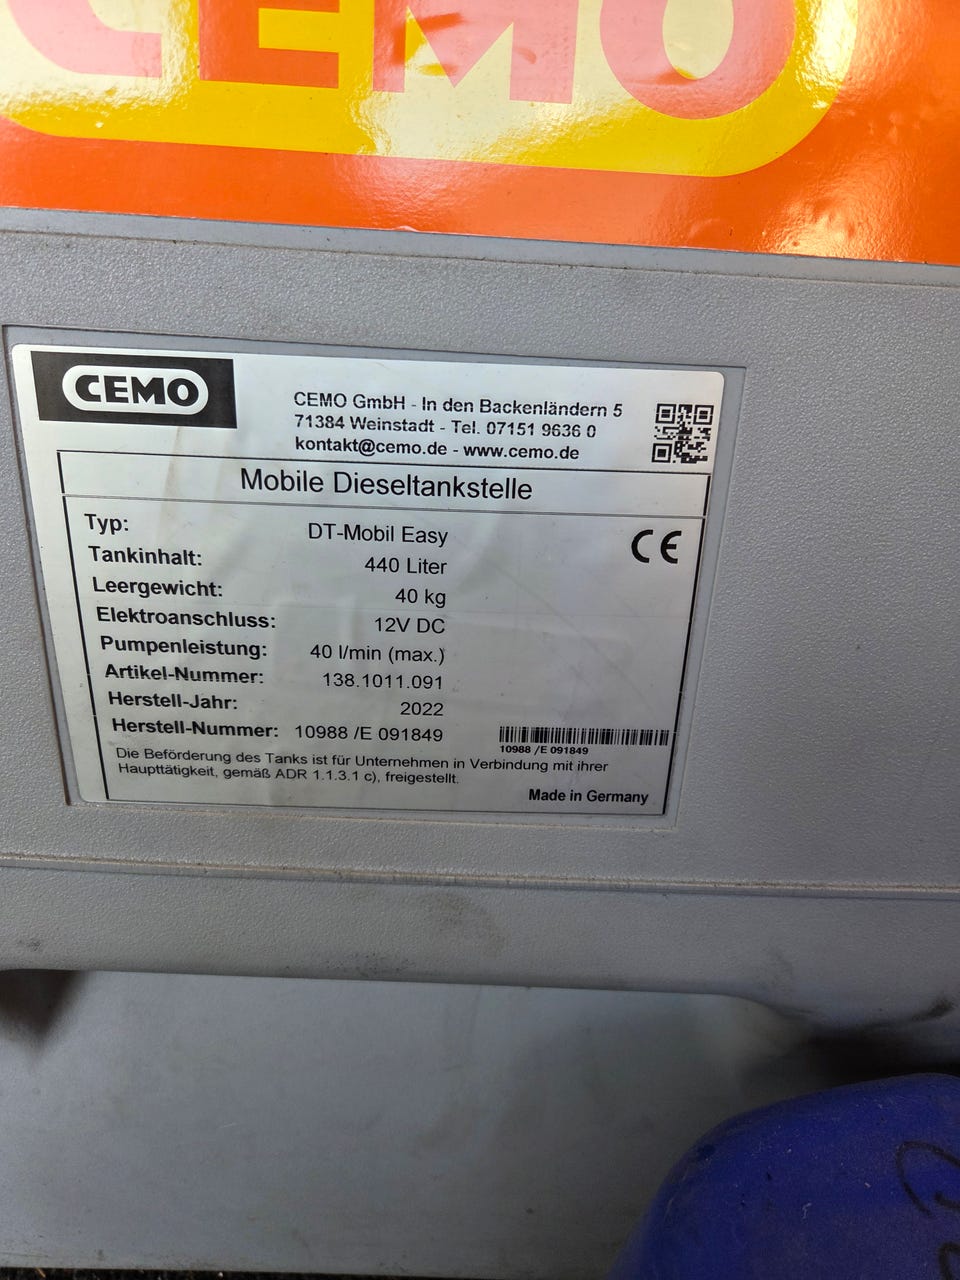 CEMO
CEMO
CEMO GmbH - In den Backenländern 5
71384 Weinstadt - Tel. 07151 9636 0
kontakt@cemo.de - www.cemo.de
Mobile Dieseltankstelle
Typ: DT-Mobil Easy
CE
Tankinhalt: 440 Liter
Leergewicht: 40 kg
Elektroanschluss: 12V DC
Pumpenleistung: 40 l/min (max.)
Artikel-Nummer: 138.1011.091
Herstell-Jahr: 2022
Herstell-Nummer: 10988 /E 091849
10988 /E 091849
Die Beförderung des Tanks ist für Unternehmen in Verbindung mit ihrer
Haupttätigkeit, gemäß ADR 1.1.3.1 c), freigestellt.
Made in Germany